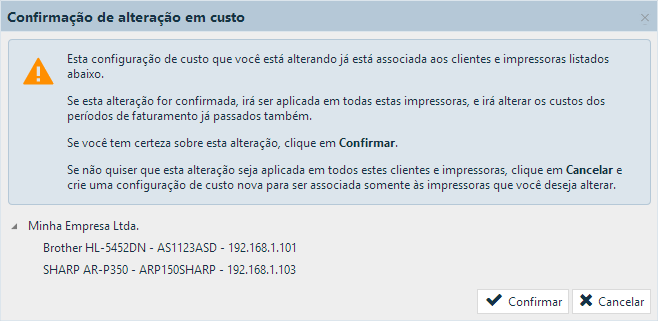 Confirmação de alteração em custo
Esta configuração de custo que você está alterando já está associada aos clientes e impressoras listados
abaixo.
Se esta alteração for confirmada, irá ser aplicada em todas estas impressoras, e irá alterar os custos dos
períodos de faturamento já passados também.
Se você tem certeza sobre esta alteração, clique em Confirmar.
Se não quiser que esta alteração seja aplicada em todos estes clientes e impressoras, clique em Cancelar e
crie uma configuração de custo nova para ser associada somente às impressoras que você deseja alterar.
Minha Empresa Ltda.
Brother HL-5452DN - AS1123ASD - 192.168.1.101
SHARP AR-P350 - ARP150SHARP - 192.168.1.103
Confirmar Cancelar